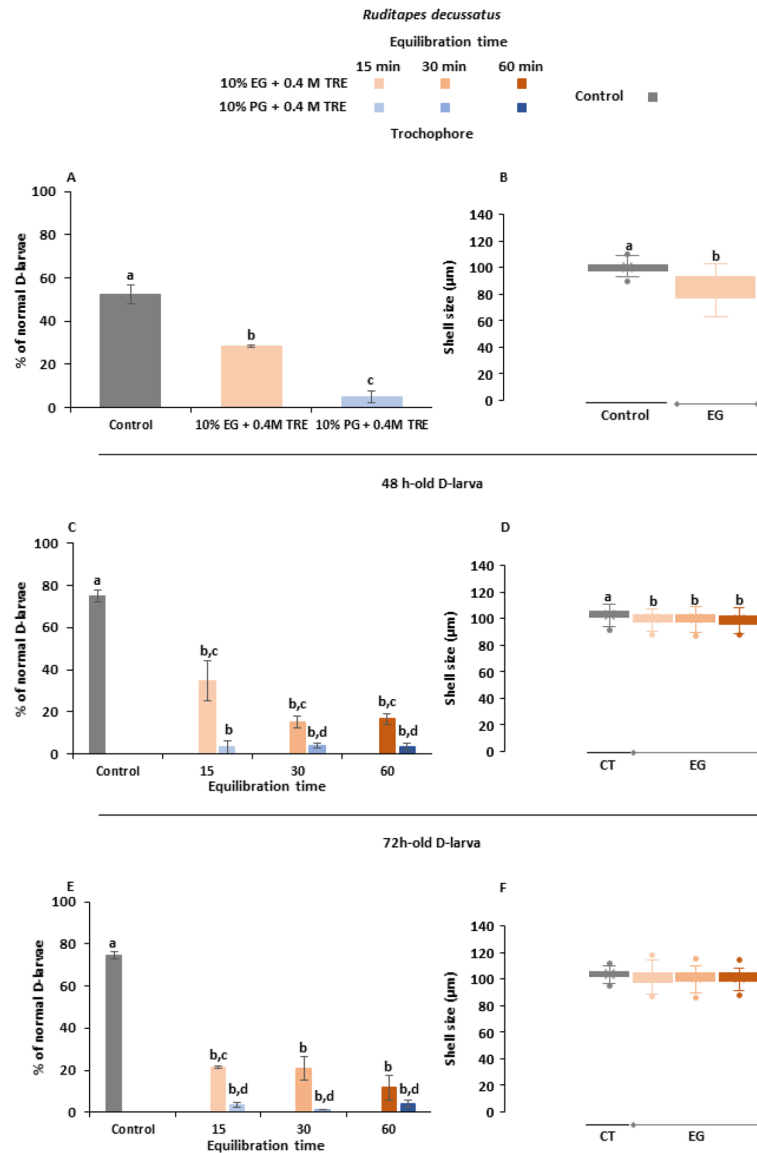 Ruditapes decussatus
Equilibration time
15 min 30 min 60 min
10% EG + 0.4 M TRE
10% PG + 0.4 M TRE
Control
Trochophore
A
% of normal D-larvae
100
80
60
40
20
0
a
b
c
Control 10% EG + 0.4M TRE 10% PG + 0.4M TRE
B
Shell size (µm)
140
120
100
80
60
40
20
0
a
b
Control EG
48 h-old D-larva
C
% of normal D-larvae
100
80
60
40
20
0
a
b,c
b
b,c
b,d
b,c
b,d
Control 15 30 60
Equilibration time
D
Shell size (µm)
140
120
100
80
60
40
20
0
a b b b
CT EG
72h-old D-larva
E
% of normal D-larvae
100
80
60
40
20
0
a
b,c
b,d
b
b,d
b
b,d
Control 15 30 60
Equilibration time
F
Shell size (µm)
140
120
100
80
60
40
20
0
CT EG